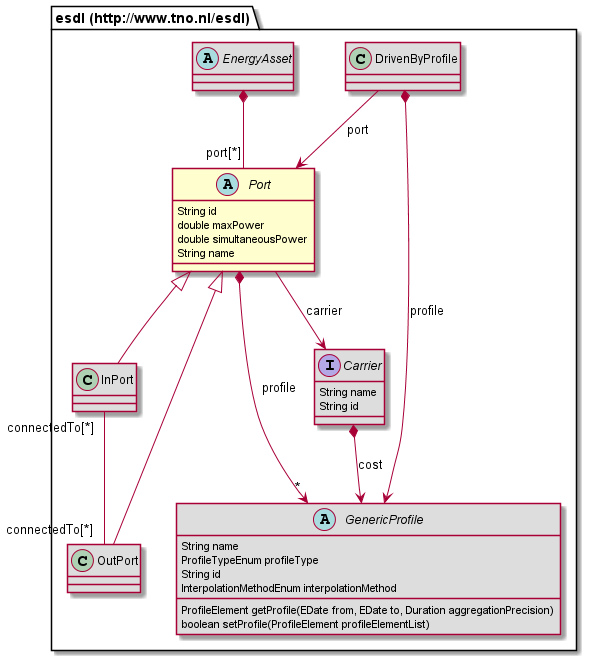 esdl (http://www.tno.nl/esdl)
A EnergyAsset
C DrivenByProfile
port
port[*]
A Port
String id
double maxPower
double simultaneousPower
String name
carrier
profile
C InPort
I Carrier
String name
String id
profile
connectedTo[*]
cost
*
A GenericProfile
String name
ProfileTypeEnum profileType
String id
InterpolationMethodEnum interpolationMethod
ProfileElement getProfile(EDate from, EDate to, Duration aggregationPrecision)
boolean setProfile(ProfileElement profileElementList)
connectedTo[*]
C OutPort